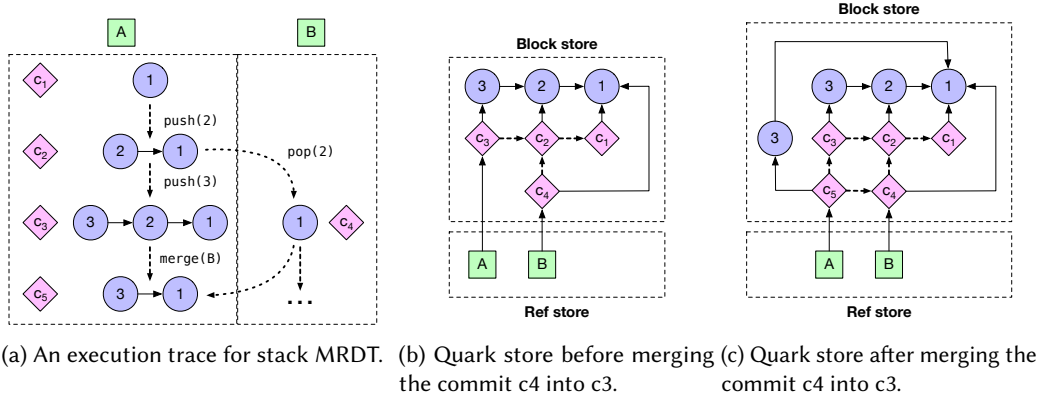 A
B
c1
1
push(2)
c2
2
1
pop(2)
push(3)
c3
3
2
1
1
c4
merge(B)
c5
3
1
...
(a) An execution trace for stack MRDT.
Block store
3
2
1
c3
c2
c1
c4
A
B
Ref store
(b) Quark store before merging
the commit c4 into c3.
Block store
3
2
1
3
c3
c2
c1
c5
c4
A
B
Ref store
(c) Quark store after merging the
commit c4 into c3.